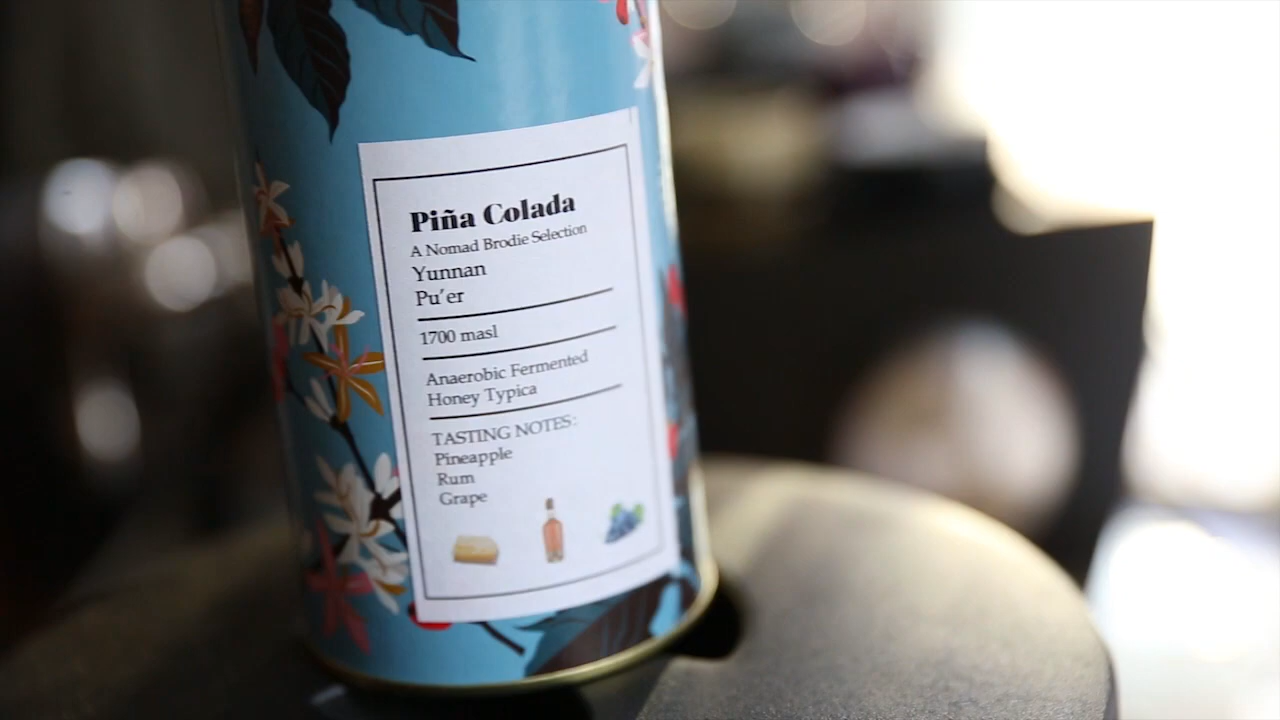 Piña Colada
A Nomad Brodie Selection
Yunnan
Pu'er
1700 masl
Anaerobic Fermented
Honey Typica
TASTING NOTES:
Pineapple
Rum
Grape